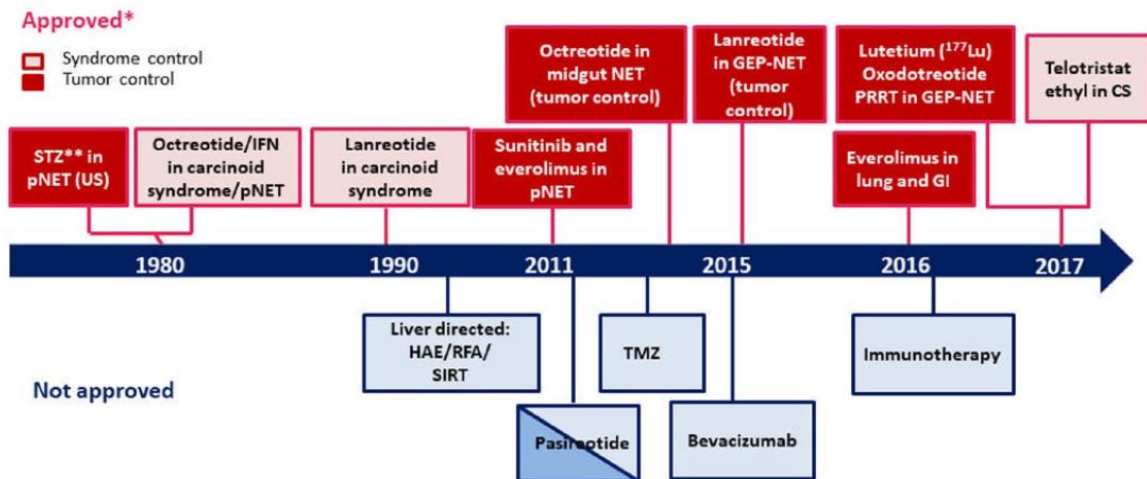 Approved*
Syndrome control
Tumor control
STZ** in
pNET (US)
Octreotide/IFN
in carcinoid
syndrome/pNET
Lanreotide
in carcinoid
syndrome
Octreotide in
midgut NET
(tumor control)
Sunitinib and
everolimus in
pNET
Lanreotide
in GEP-NET
(tumor
control)
Lutetium (¹⁷⁷Lu)
Oxodotreotide
PRRT in GEP-NET
Everolimus in
lung and GI
Telotristat
ethyl in CS
1980
1990
2011
2015
2016
2017
Liver directed:
HAE/RFA/
SIRT
TMZ
Immunotherapy
Not approved
Pasireotide
Bevacizumab